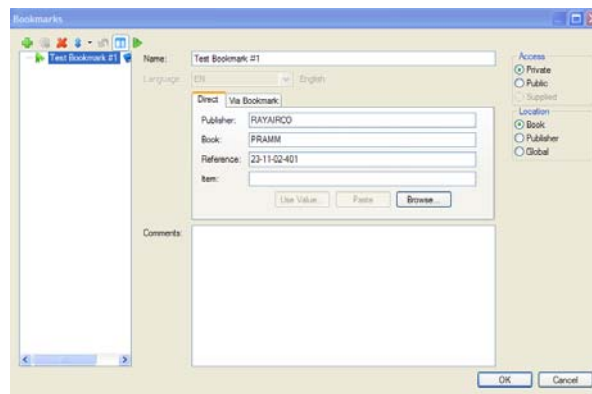 Bookmarks
Test Bookmark #1
Name: Test Bookmark #1
Language: EN English
Direct Via Bookmark
Publisher: RAYAIRCO
Book: PRAMM
Reference: 23-11-02-401
Item:
Use Value... Paste Browse...
Comments:
Access
Private
Public
Supplied
Location
Book
Publisher
Global
OK Cancel